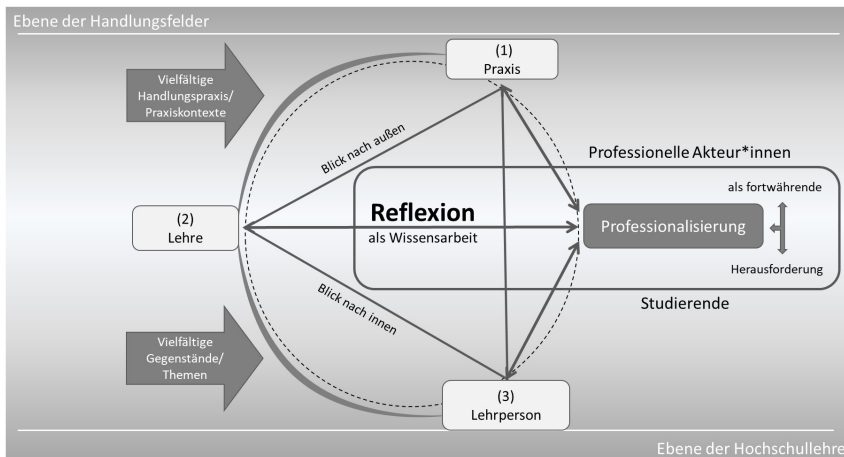 Ebene der Handlungsfelder
(1)
Praxis
Vielfältige
Handlungspraxis/
Praxiskontexte
Blick nach außen
Professionelle Akteur*innen
als fortwährende
(2)
Lehre
Reflexion
als Wissensarbeit
Professionalisierung
Herausforderung
Blick nach innen
Studierende
Vielfältige
Gegenstände/
Themen
(3)
Lehrperson
Ebene der Hochschullehre